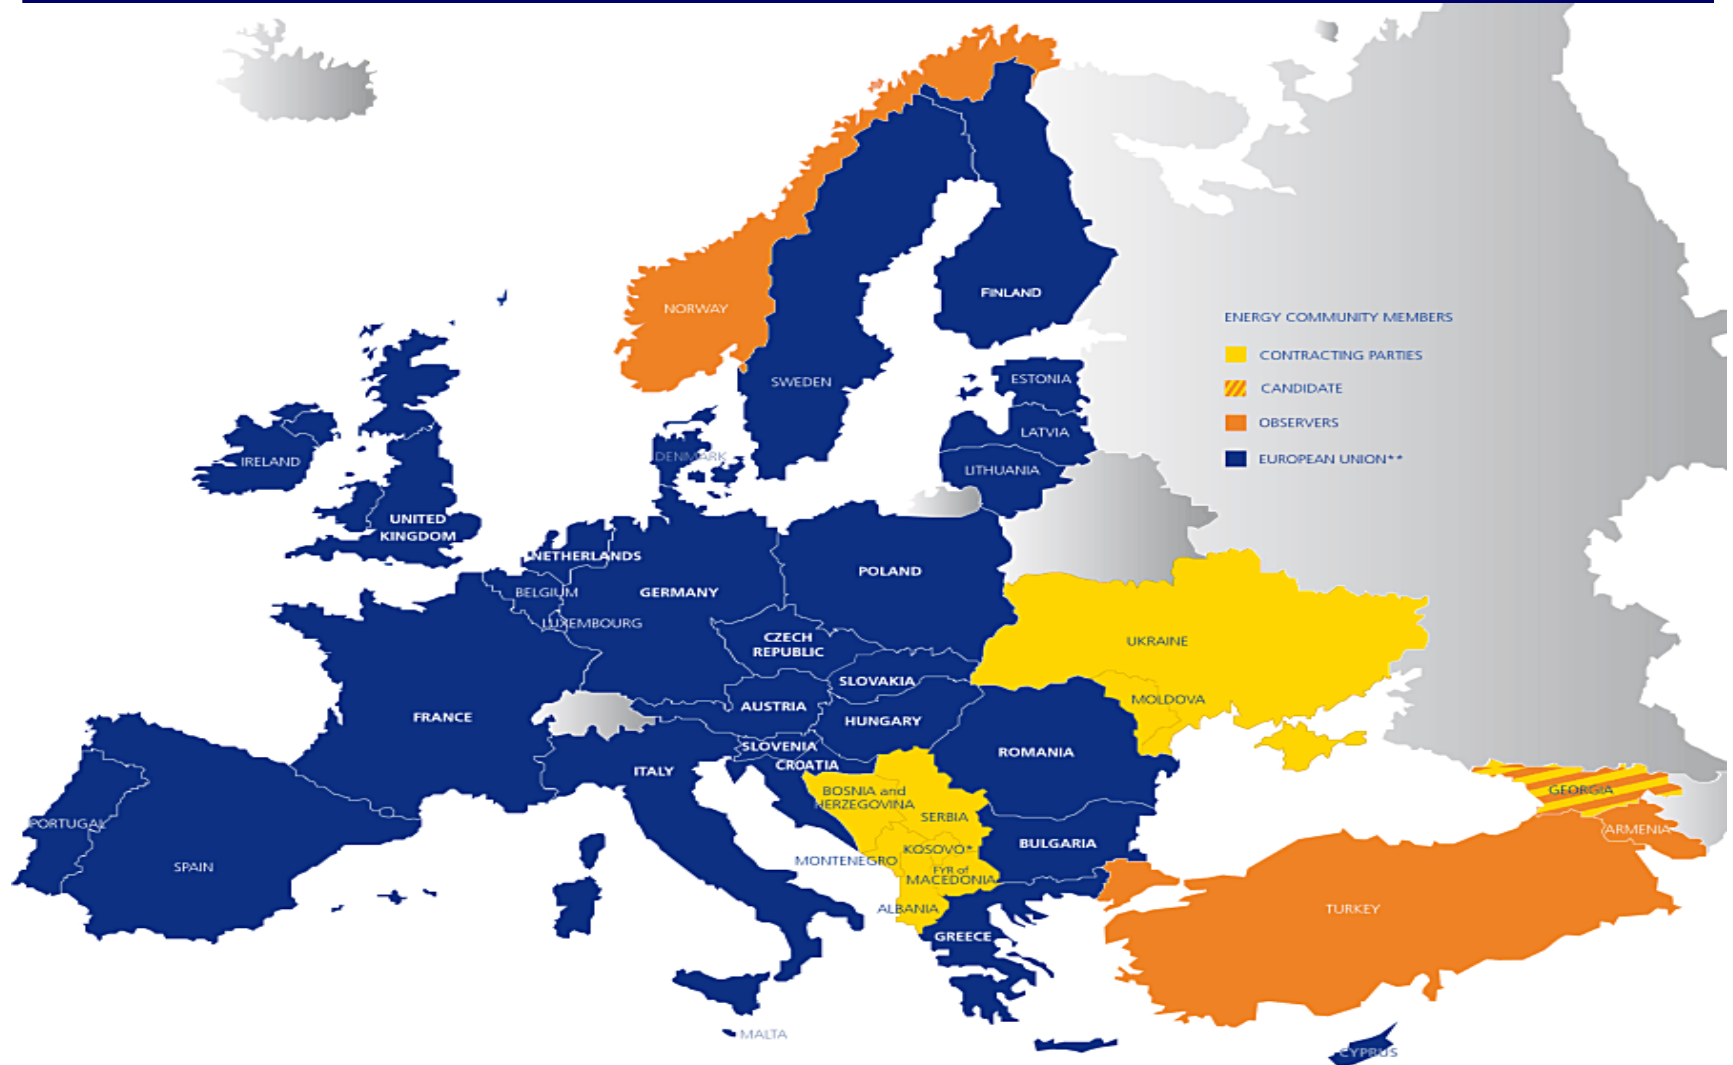 NORWAY
FINLAND
SWEDEN
ENERGY COMMUNITY MEMBERS
CONTRACTING PARTIES
CANDIDATE
OBSERVERS
EUROPEAN UNION**
ESTONIA
LATVIA
LITHUANIA
DENMARK
IRELAND
UNITED
KINGDOM
NETHERLANDS
BELGIUM
LUXEMBOURG
GERMANY
POLAND
CZECH
REPUBLIC
SLOVAKIA
UKRAINE
MOLDOVA
FRANCE
AUSTRIA
HUNGARY
SLOVENIA
CROATIA
ITALY
ROMANIA
BOSNIA and
HERZEGOVINA
SERBIA
GEORGIA
ARMENIA
PORTUGAL
SPAIN
MONTENEGRO
KOSOVO*
FYR of
MACEDONIA
BULGARIA
ALBANIA
GREECE
TURKEY
MALTA
CYPRUS